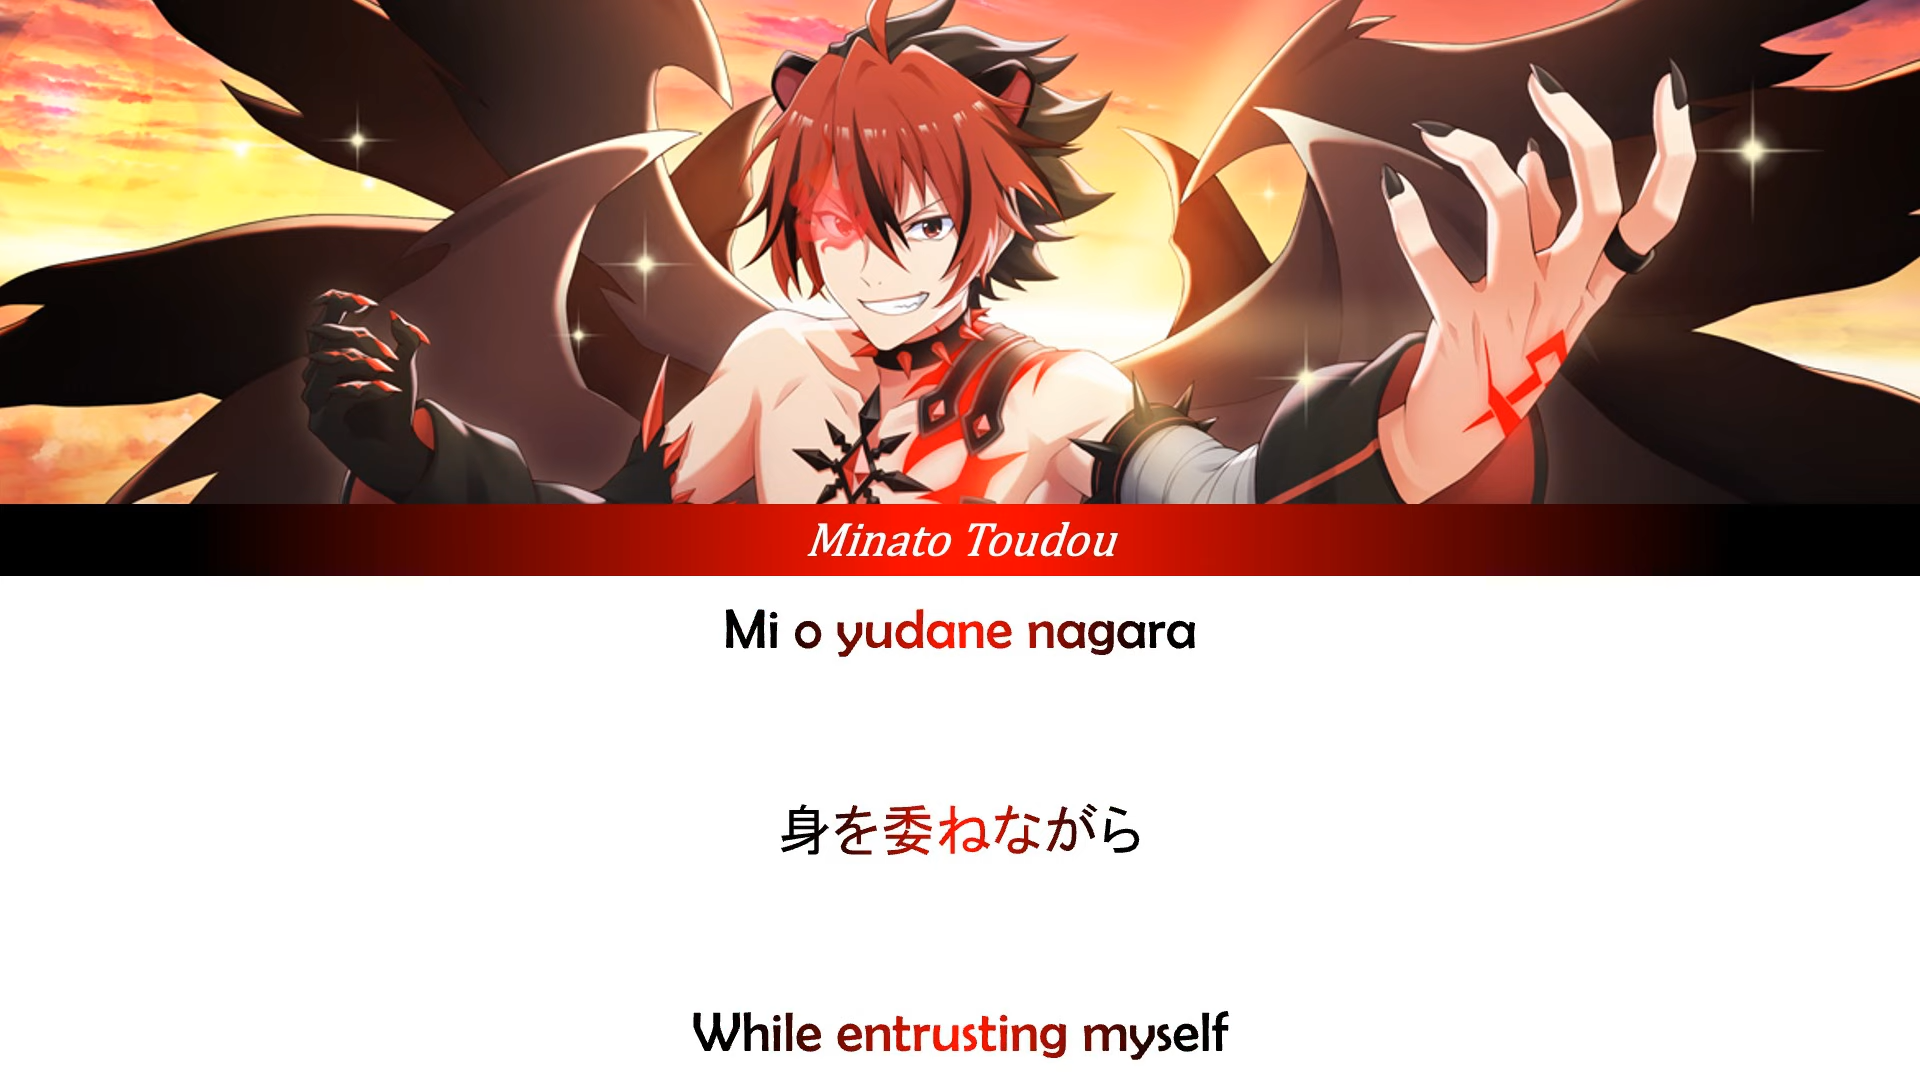 Minato Toudou
Mi o yudane nagara
身を委ねながら
While entrusting myself